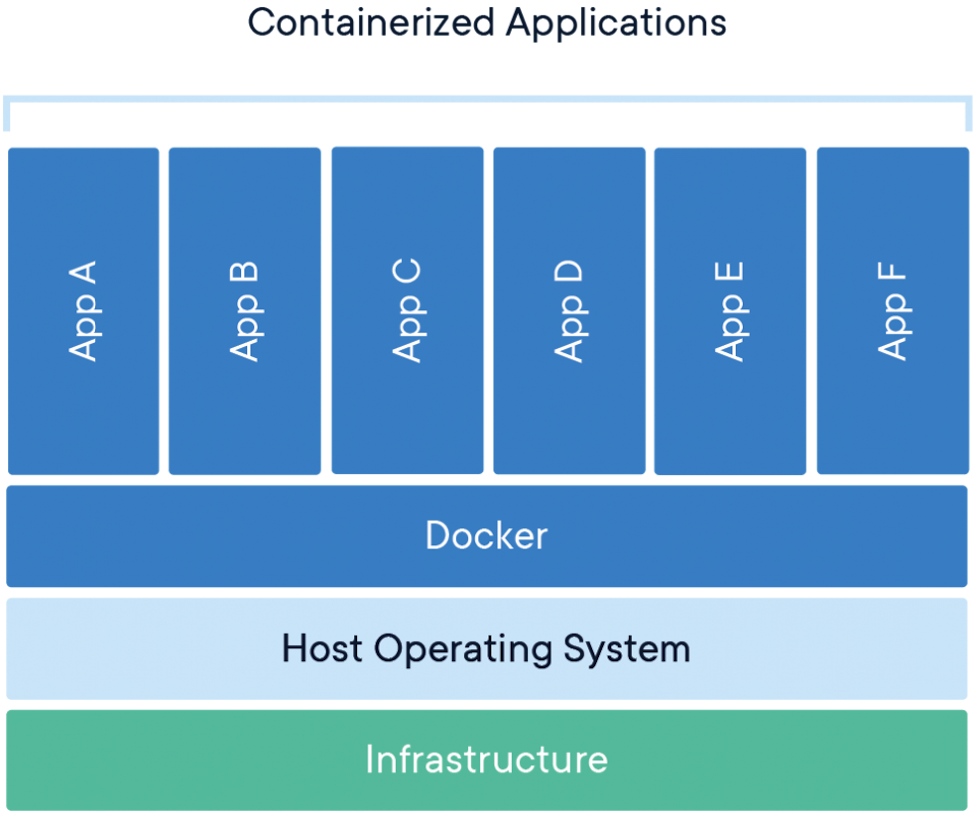 Containerized Applications
App A
App B
App C
App D
App E
App F
Docker
Host Operating System
Infrastructure